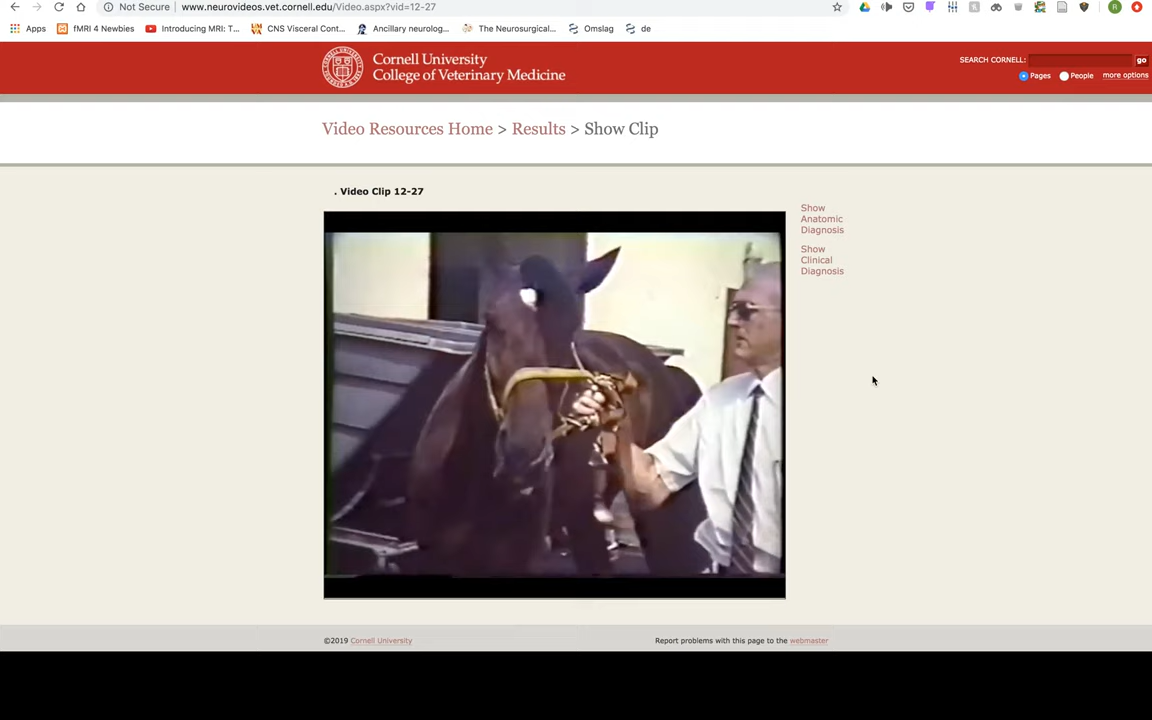 Not Secure
www.neurovideos.vet.cornell.edu/Video.aspx?vid=12-27
R
Apps
fMRI 4 Newbies
Introducing MRI: T...
CNS Visceral Cont...
Ancillary neurolog...
The Neurosurgical...
Omslag
de
Cornell University
College of Veterinary Medicine
SEARCH CORNELL:
go
Pages
People
more options
Video Resources Home > Results > Show Clip
. Video Clip 12-27
Show
Anatomic
Diagnosis
Show
Clinical
Diagnosis
©2019 Cornell University
Report problems with this page to the webmaster